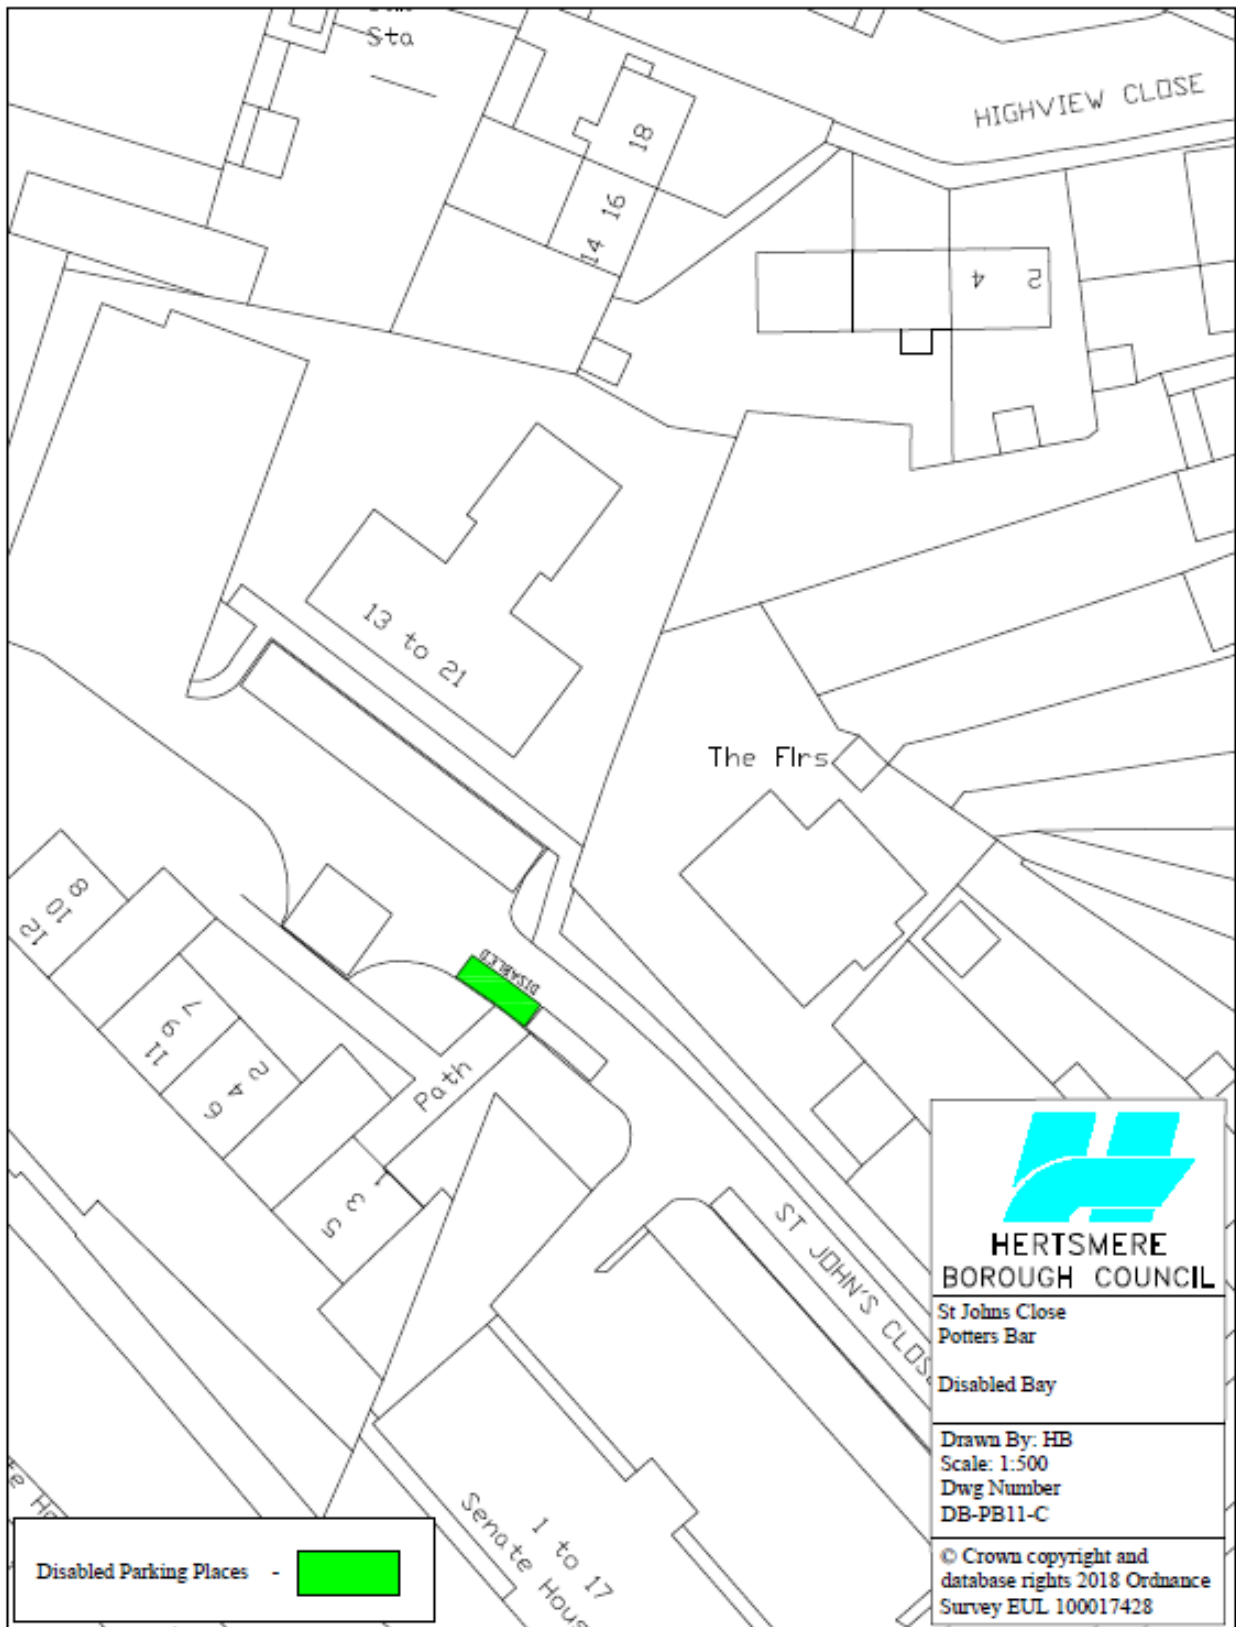 Sta
HIGHVIEW CLOSE
18
16
14
4
2
13 to 21
The Firs
8
10
12
DISABLED
7
9
11
2
4
6
Path
1
3
5
ST JOHN'S CLOSE
HERTSMERE
BOROUGH COUNCIL
St Johns Close
Potters Bar
Disabled Bay
Drawn By: HB
Scale: 1:500
Dwg Number
DB-PB11-C
© Crown copyright and
database rights 2018 Ordnance
Survey EUL 100017428
1 to 17
Senate Hous
Disabled Parking Places -